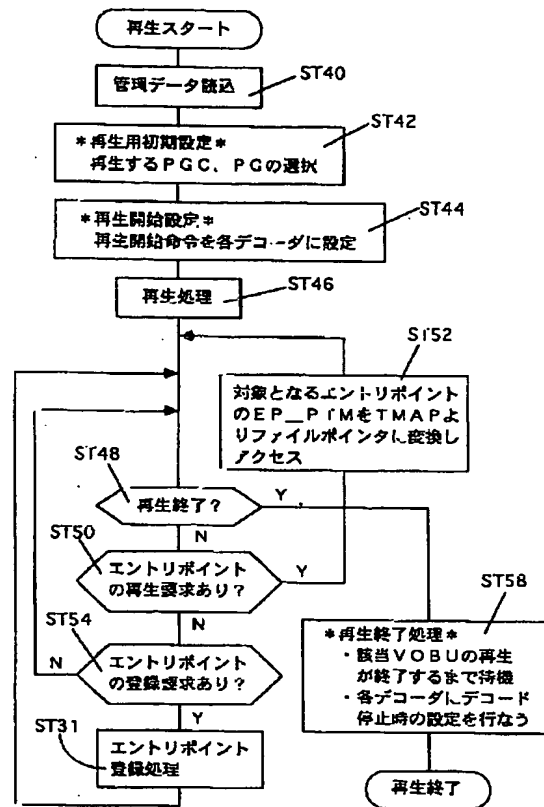 再生スタート
管理データ読込
ST40
*再生用初期設定*
再生するPGC、PGの選択
ST42
*再生開始設定*
再生開始命令を各デコーダに設定
ST44
再生処理
ST46
ST52
対象となるエントリポイント
のEP_PTMをTMAPよ
りファイルポインタに変換し
アクセス
ST48
再生終了?
Y
N
ST50
エントリポイント
の再生要求あり?
Y
N
ST54
エントリポイント
の登録要求あり?
N
Y
ST31
エントリポイント
登録処理
ST58
*再生終了処理*
・該当VOBUの再生
が終了するまで待機
・各デコーダにデコード
停止時の設定を行なう
再生終了